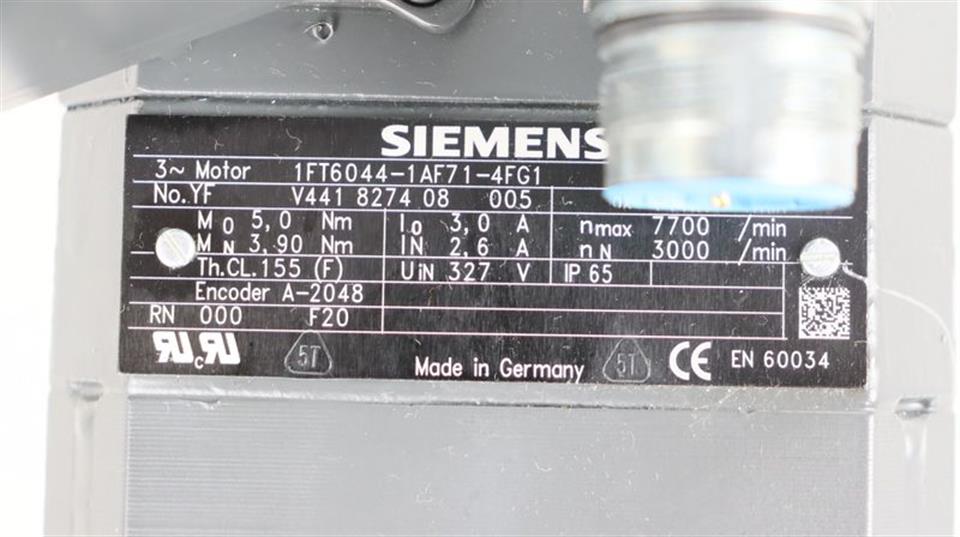 SIEMENS
3~ Motor 1FT6044-1AF71-4FG1
No.YF V441 8274 08 005
M0 5,0 Nm I0 3,0 A nmax 7700 /min
MN 3,90 Nm IN 2,6 A nN 3000 /min
Th.CL.155 (F) UiN 327 V IP 65
Encoder A-2048
RN 000 F20
5T Made in Germany 5T CE EN 60034